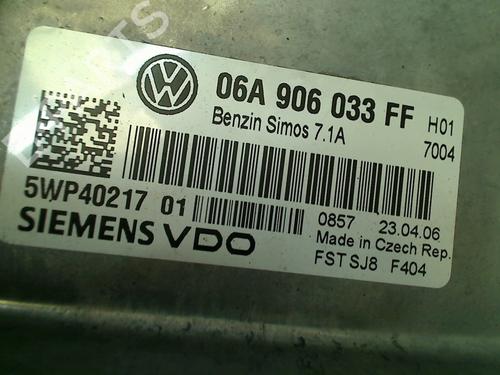 06A 906 033 FF
H01
Benzin Simos 7.1A
7004
5WP40217 01
0857 23.04.06
SIEMENS VDO
Made in Czech Rep.
FST SJ8 F404